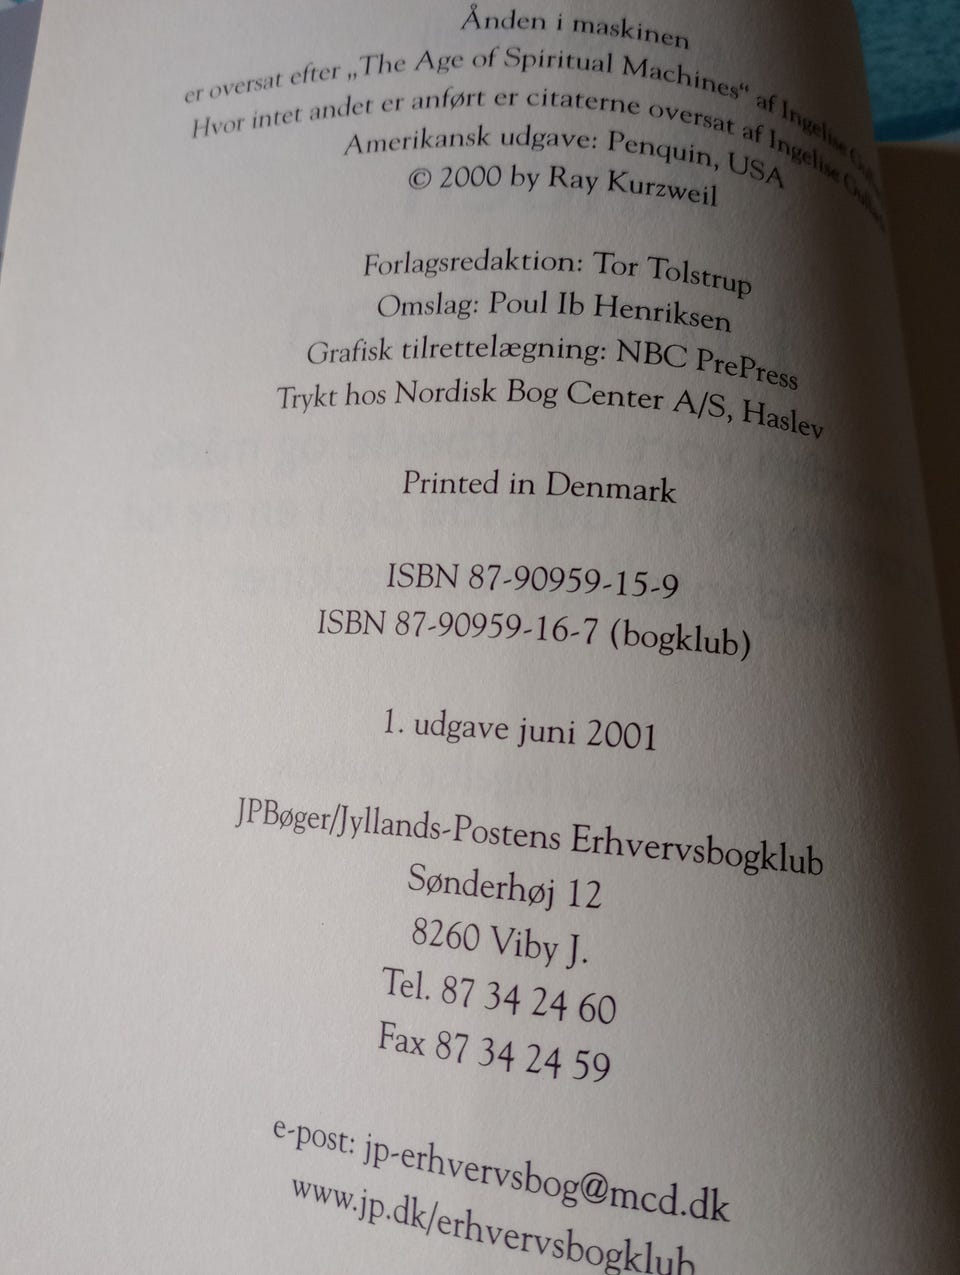 Ånden i maskinen
er oversat efter „The Age of Spiritual Machines“ af Ingelise
Hvor intet andet er anført er citaterne oversat af Ingelise
Amerikansk udgave: Penquin, USA
© 2000 by Ray Kurzweil
Forlagsredaktion: Tor Tolstrup
Omslag: Poul Ib Henriksen
Grafisk tilrettelægning: NBC PrePress
Trykt hos Nordisk Bog Center A/S, Haslev
Printed in Denmark
ISBN 87-90959-15-9
ISBN 87-90959-16-7 (bogklub)
1. udgave juni 2001
JPBøger/Jyllands-Postens Erhvervsbogklub
Sønderhøj 12
8260 Viby J.
Tel. 87 34 24 60
Fax 87 34 24 59
e-post: jp-erhvervsbog@mcd.dk
www.jp.dk/erhvervsbogklub